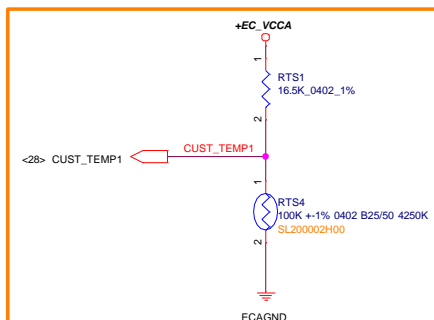 +EC_VCCA
1
RTS1
16.5K_0402_1%
2
<28> CUST_TEMP1
CUST_TEMP1
1
RTS4
100K +-1% 0402 B25/50 4250K
SL200002H00
2
ECAGND